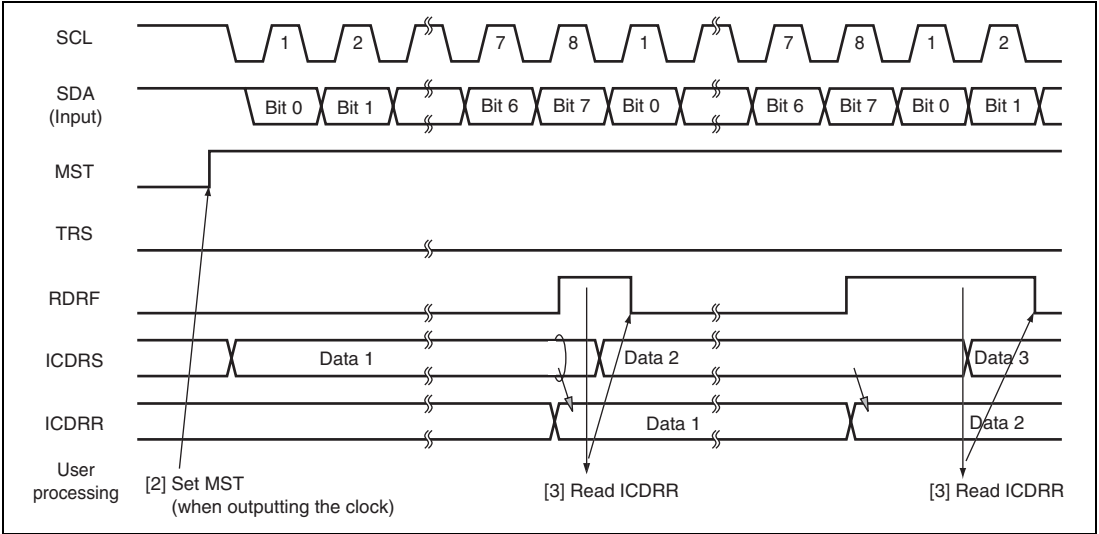 SCL 1 2 7 8 1 7 8 1 2
SDA
(Input)
Bit 0 Bit 1 Bit 6 Bit 7 Bit 0 Bit 6 Bit 7 Bit 0 Bit 1
MST
TRS
RDRF
ICDRS Data 1 Data 2 Data 3
ICDRR Data 1 Data 2
User
processing
[2] Set MST
(when outputting the clock)
[3] Read ICDRR
[3] Read ICDRR